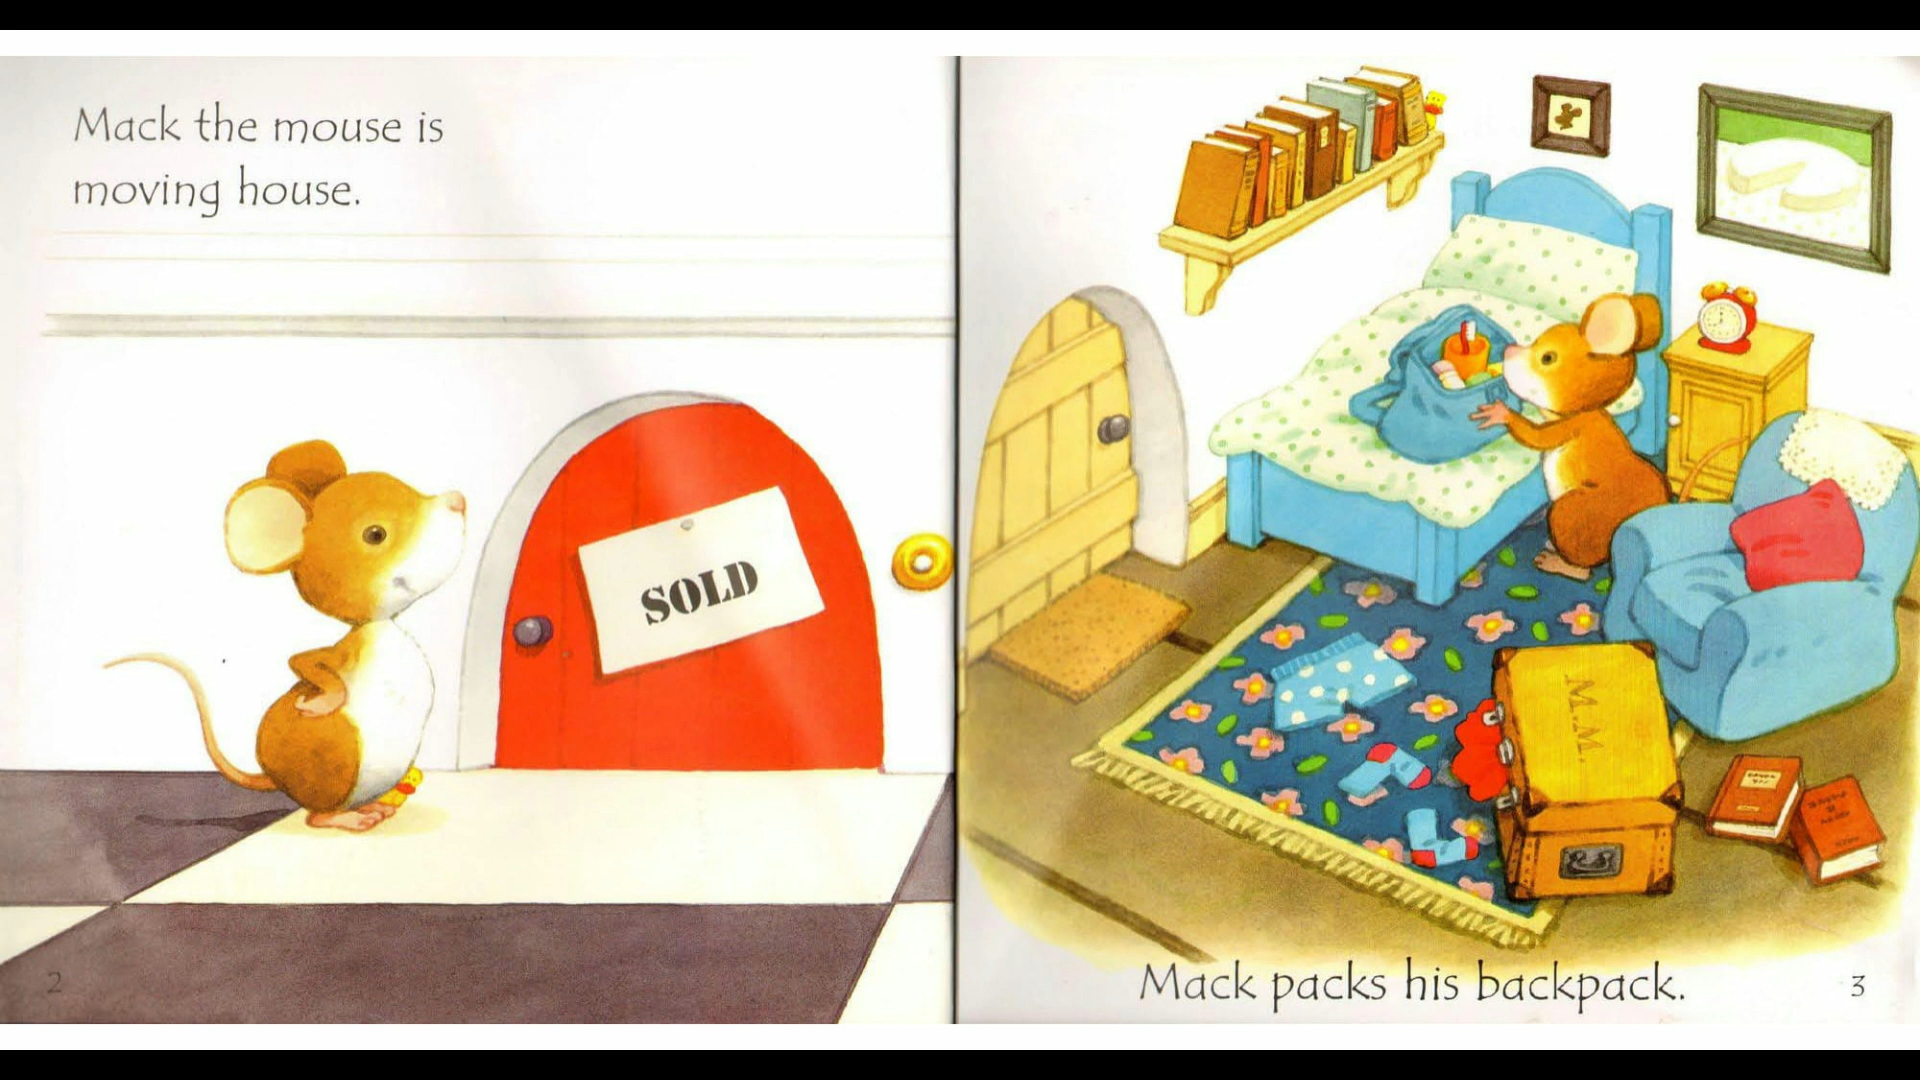 Mack the mouse is
moving house.
SOLD
2
M.M.
Mack packs his backpack.
3